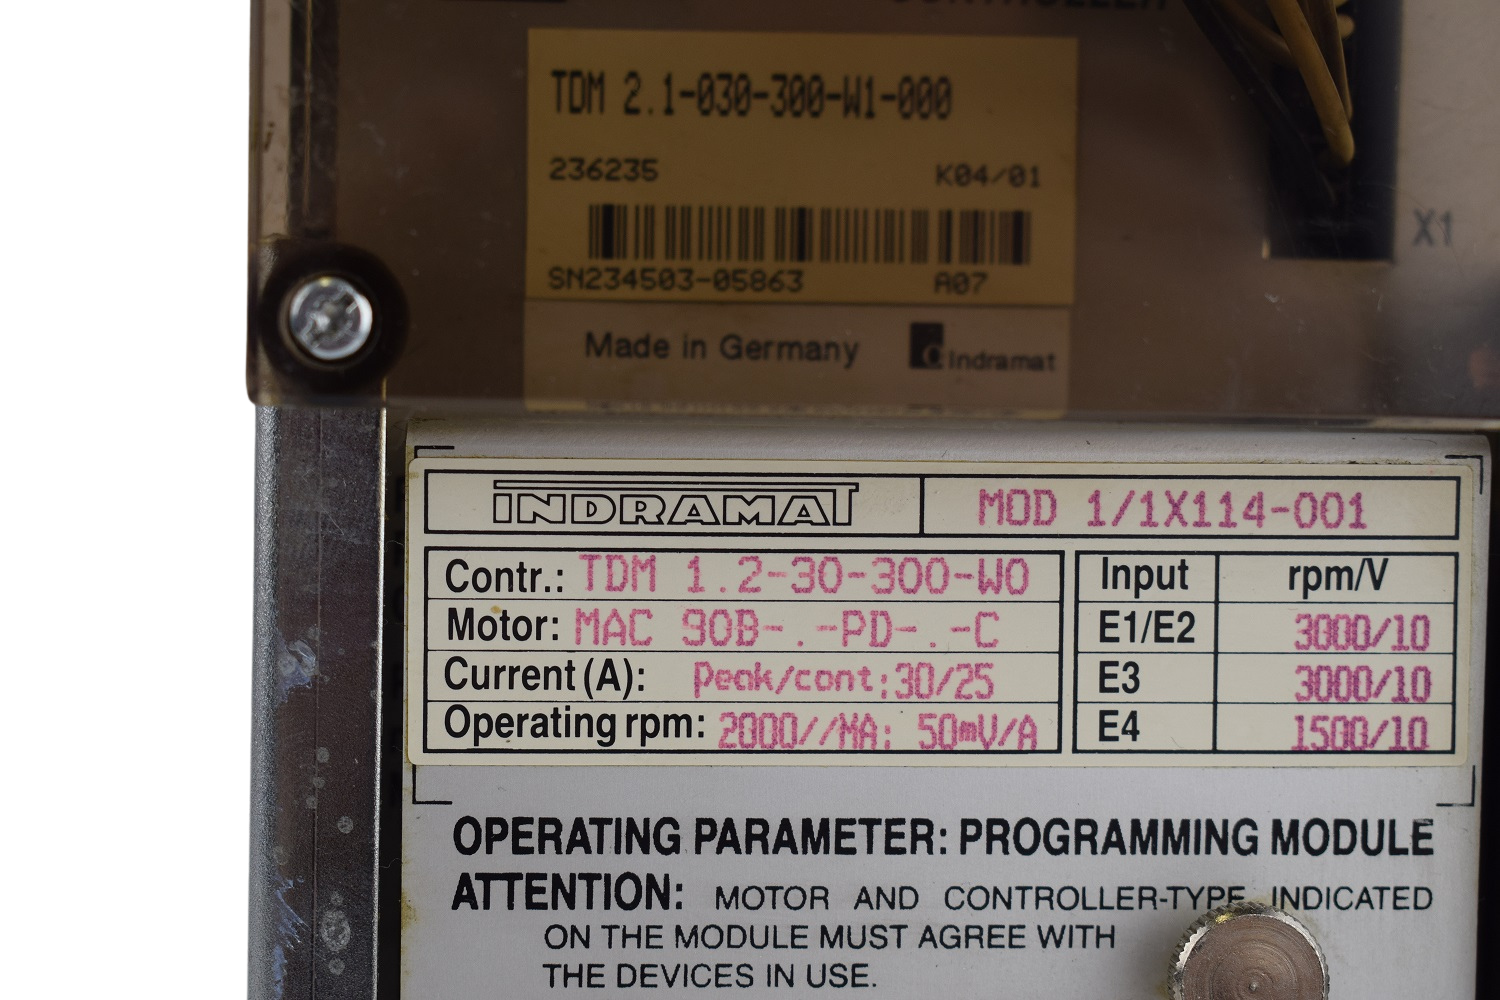 CONTROLLER
TDM 2.1-030-300-W1-000
236235 K04/01
SN234503-05863 A07
X1
Made in Germany Indramat
INDRAMAT MOD 1/1X114-001
Contr.: TDM 1.2-30-300-W0 Input rpm/V
Motor: MAC 90B-.-PD-.-C E1/E2 3000/10
Current (A): Peak/cont:30/25 E3 3000/10
Operating rpm: 2000//MA: 50mV/A E4 1500/10
OPERATING PARAMETER: PROGRAMMING MODULE
ATTENTION: MOTOR AND CONTROLLER-TYPE INDICATED
ON THE MODULE MUST AGREE WITH
THE DEVICES IN USE.